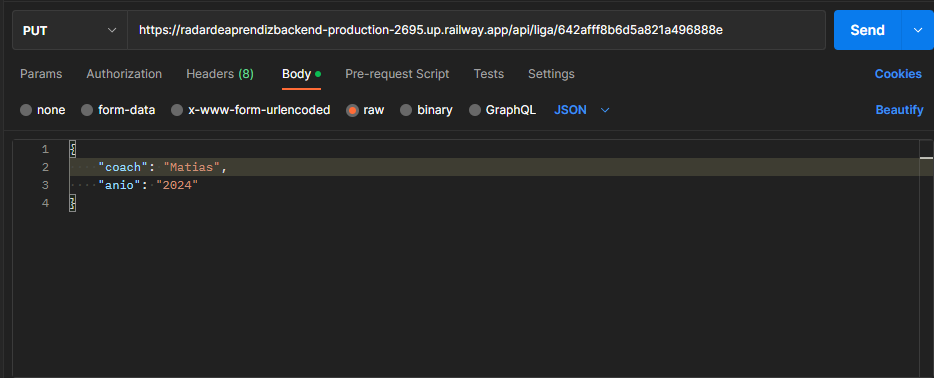 PUT https://radardeaprendizbackend-production-2695.up.railway.app/api/liga/642afff8b6d5a821a496888e Send
Params Authorization Headers (8) Body Pre-request Script Tests Settings Cookies
none form-data x-www-form-urlencoded raw binary GraphQL JSON Beautify
1 {
2 "coach": "Matias",
3 "anio": "2024"
4 }